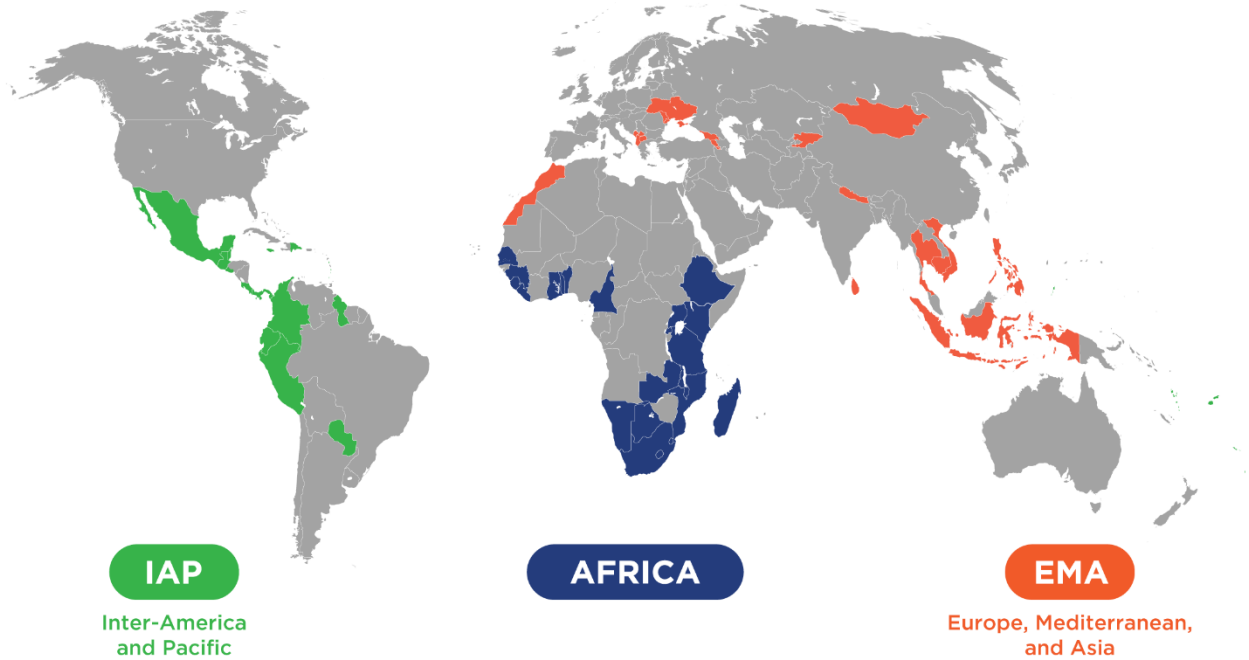 IAP
Inter-America
and Pacific
AFRICA
EMA
Europe, Mediterranean,
and Asia